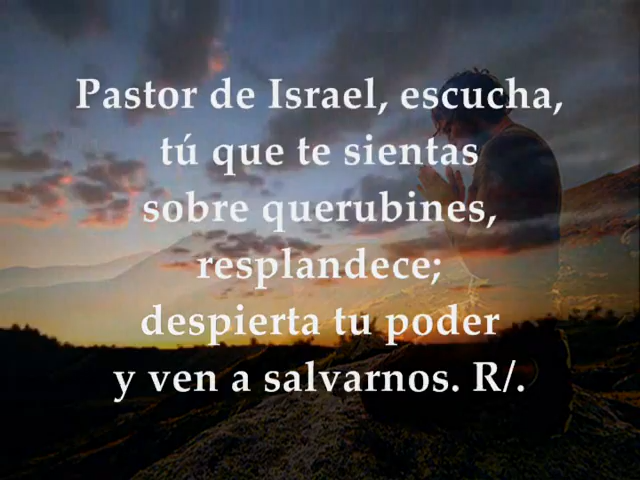 Pastor de Israel, escucha,
tú que te sientas
sobre querubines,
resplandece;
despierta tu poder
y ven a salvarnos. R/.